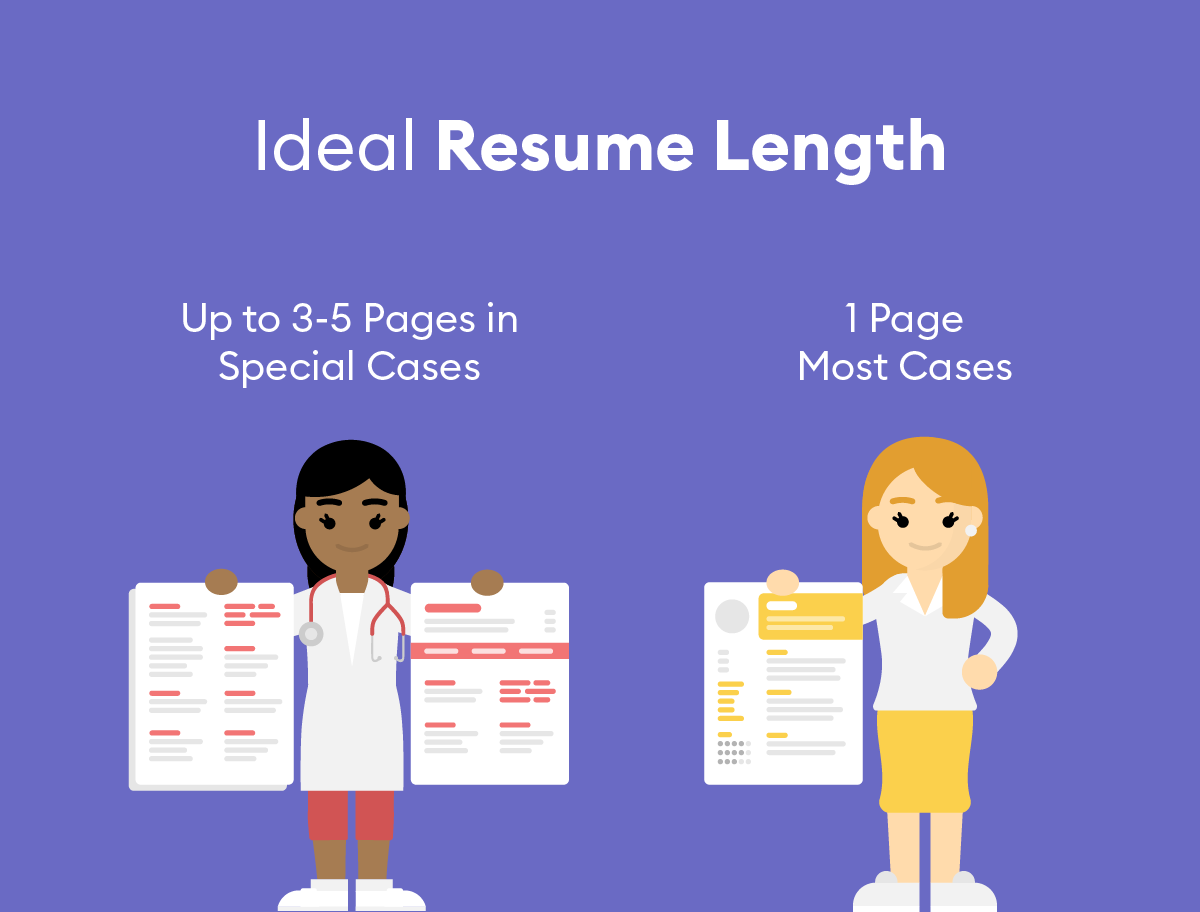 Ideal Resume Length
Up to 3-5 Pages in
Special Cases
1 Page
Most Cases